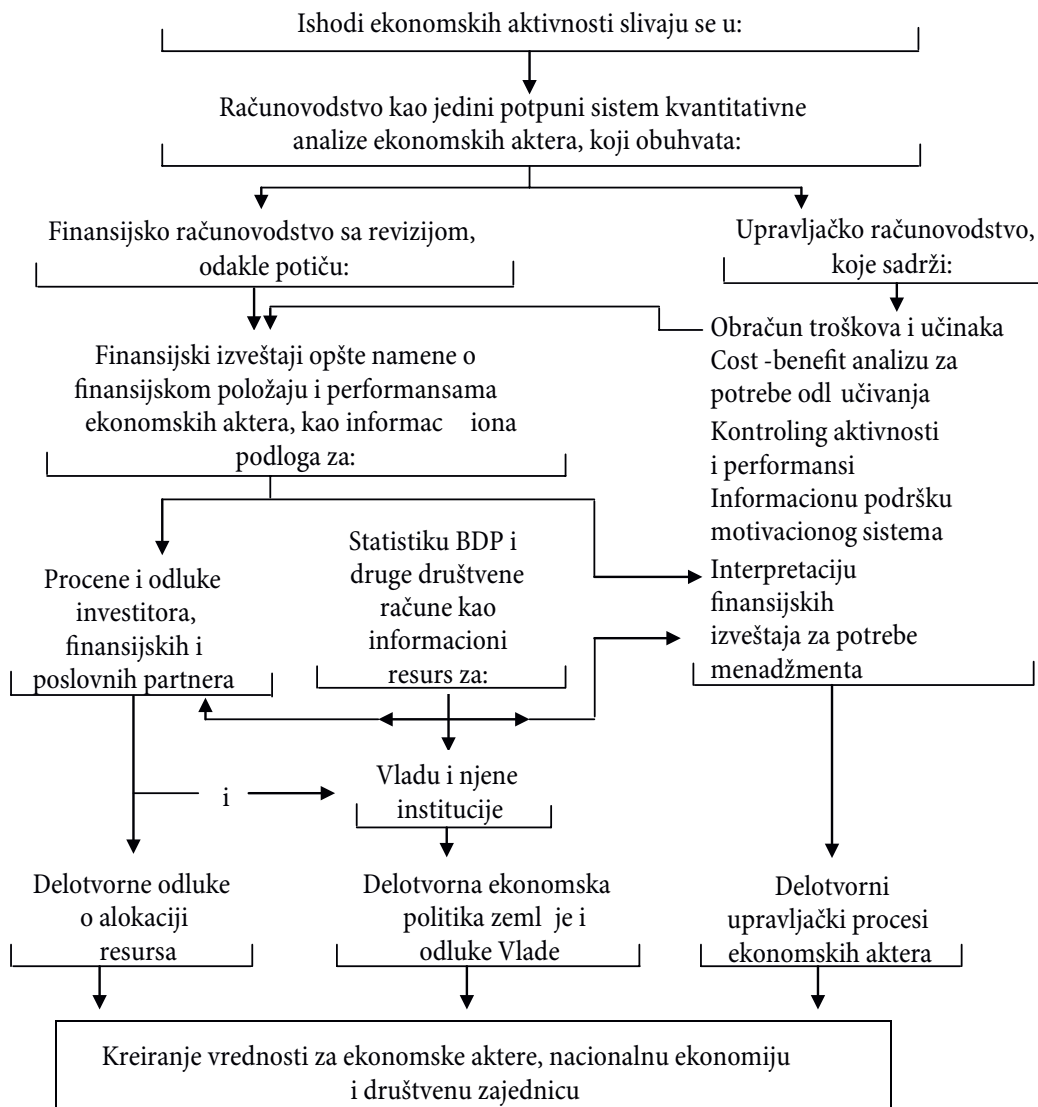 Ishodi ekonomskih aktivnosti slivaju se u:
Računovodstvo kao jedini potpuni sistem kvantitativne
analize ekonomskih aktera, koji obuhvata:
Finansijsko računovodstvo sa revizijom,
odakle potiču:
Upravljačko računovodstvo,
koje sadrži:
Finansijski izveštaji opšte namene o
finansijskom položaju i performansama
ekonomskih aktera, kao informac iona
podloga za:
Obračun troškova i učinaka
Cost -benefit analizu za
potrebe odl učivanja
Kontroling aktivnosti
i performansi
Informacionu podršku
motivacionog sistema
Interpretaciju
finansijskih
izveštaja za potrebe
menadžmenta
Procene i odluke
investitora,
finansijskih i
poslovnih partnera
Statistiku BDP i
druge društvene
račune kao
informacioni
resurs za:
i
Vladu i njene
institucije
Delotvorne odluke
o alokaciji
resursa
Delotvorna ekonomska
politika zeml je i
odluke Vlade
Delotvorni
upravljački procesi
ekonomskih aktera
Kreiranje vrednosti za ekonomske aktere, nacionalnu ekonomiju
i društvenu zajednicu